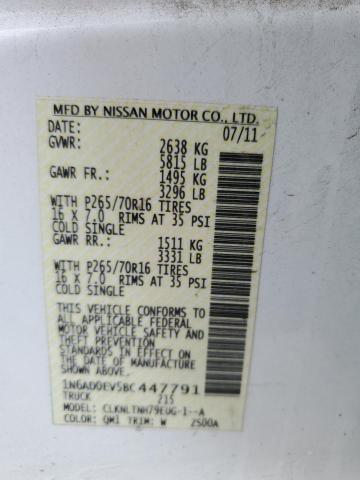 MFD BY NISSAN MOTOR CO., LTD.
DATE: 07/11
GVWR: 2638 KG
5815 LB
GAWR FR.: 1495 KG
3296 LB
WITH P265/70R16 TIRES
16 X 7.0 RIMS AT 35 PSI
COLD SINGLE
GAWR RR.: 1511 KG
3331 LB
WITH P265/70R16 TIRES
16 X 7.0 RIMS AT 35 PSI
COLD SINGLE
THIS VEHICLE CONFORMS TO
ALL APPLICABLE FEDERAL
MOTOR VEHICLE SAFETY
AND THEFT PREVENTION
STANDARDS IN EFFECT ON
THE DATE OF MANUFACTURE
SHOWN ABOVE.
1N6AD0EV5BC447791
TRUCK 215
MODEL: CLKNLTNH79EUG-1--A
COLOR: QM1 TRIM: W 2500A